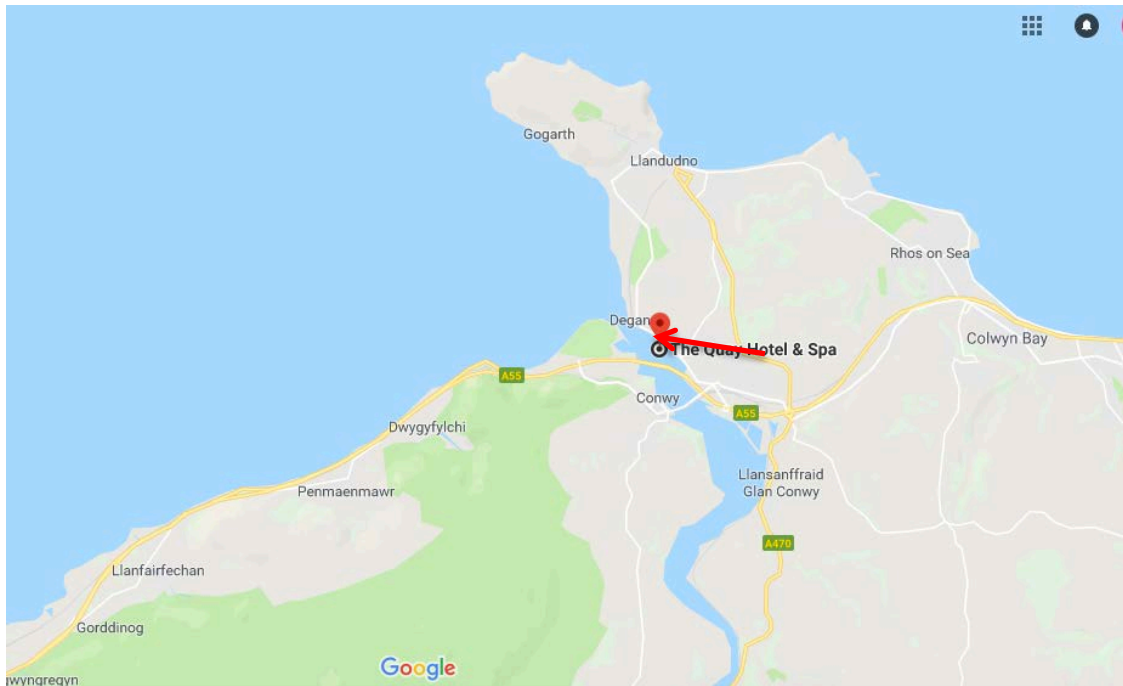 Gogarth
Llandudno
Rhos on Sea
Degan
The Quay Hotel & Spa
Colwyn Bay
A55
Conwy
A55
Dwygyfylchi
Llansanffraid
Glan Conwy
Penmaenmawr
A470
Llanfairfechan
Gorddinog
Google
wyngregyn